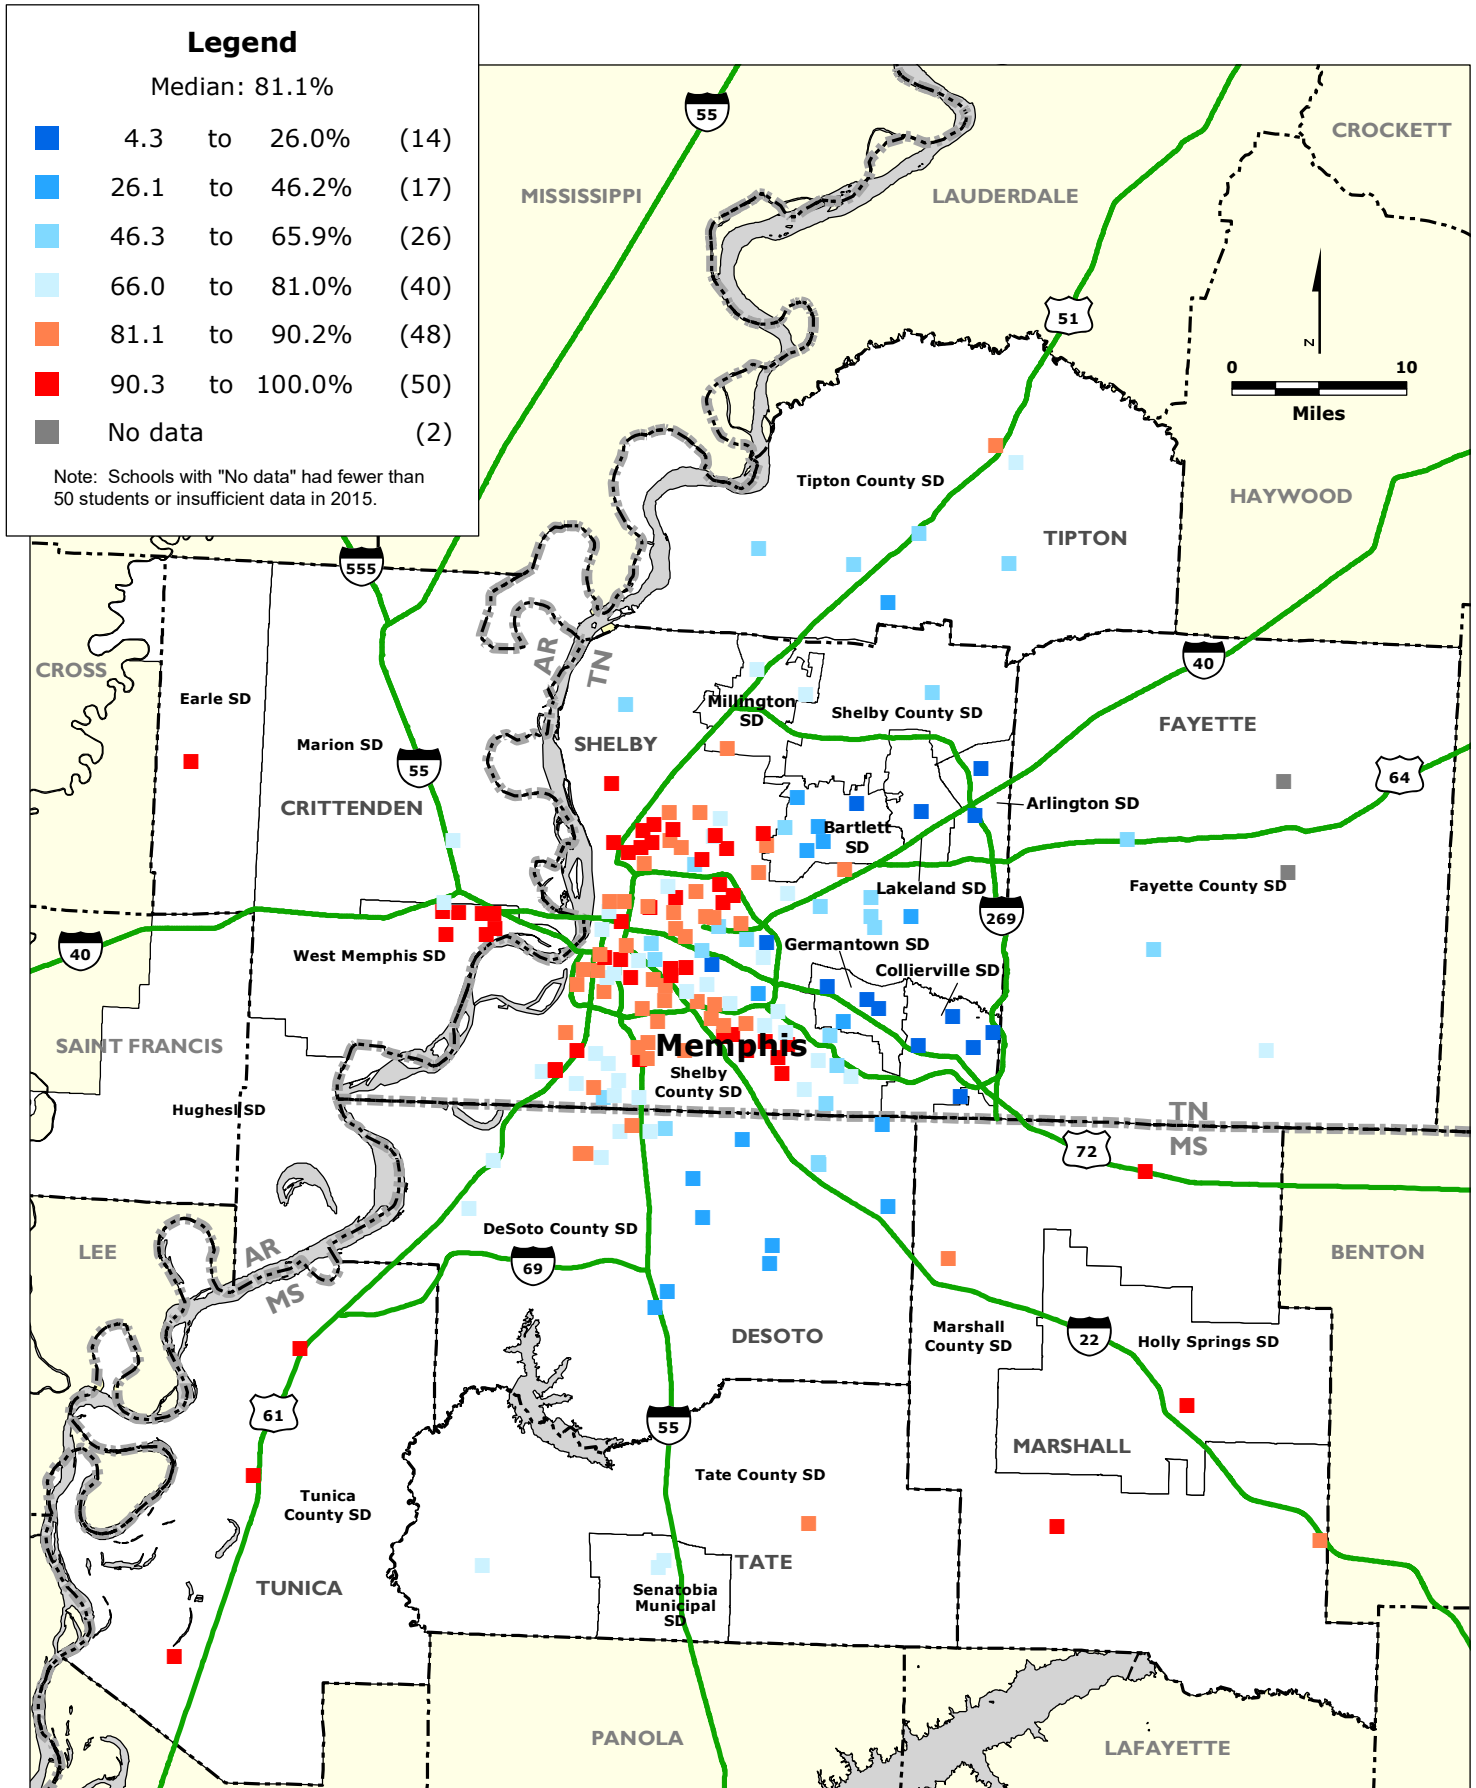 Legend
Median: 81.1%
4.3 to 26.0% (14)
26.1 to 46.2% (17)
46.3 to 65.9% (26)
66.0 to 81.0% (40)
81.1 to 90.2% (48)
90.3 to 100.0% (50)
No data (2)
Note: Schools with "No data" had fewer than
50 students or insufficient data in 2015.
55
CROCKETT
MISSISSIPPI
LAUDERDALE
51
N
0 10
Miles
Tipton County SD
HAYWOOD
TIPTON
555
AR
TN
40
CROSS
Earle SD
Millington
SD
Shelby County SD
FAYETTE
Marion SD
SHELBY
55
64
CRITTENDEN
Arlington SD
Bartlett
SD
Lakeland SD
Fayette County SD
269
40
West Memphis SD
Germantown SD
Collierville SD
SAINT FRANCIS
Memphis
Shelby
County SD
Hughesl SD
TN
MS
72
DeSoto County SD
LEE
AR
MS
69
BENTON
DESOTO
Marshall
County SD
22
Holly Springs SD
61
55
MARSHALL
Tate County SD
Tunica
County SD
TATE
TUNICA
Senatobia
Municipal
SD
PANOLA
LAFAYETTE